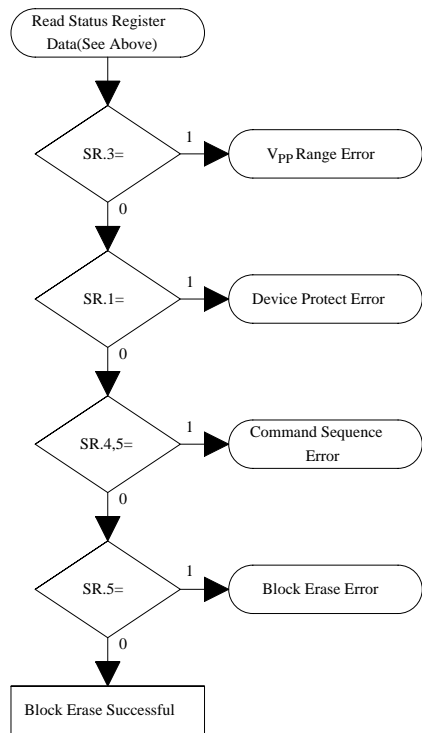 Read Status Register
Data(See Above)
SR.3=
1
VPP Range Error
0
SR.1=
1
Device Protect Error
0
SR.4,5=
1
Command Sequence
Error
0
SR.5=
1
Block Erase Error
0
Block Erase Successful